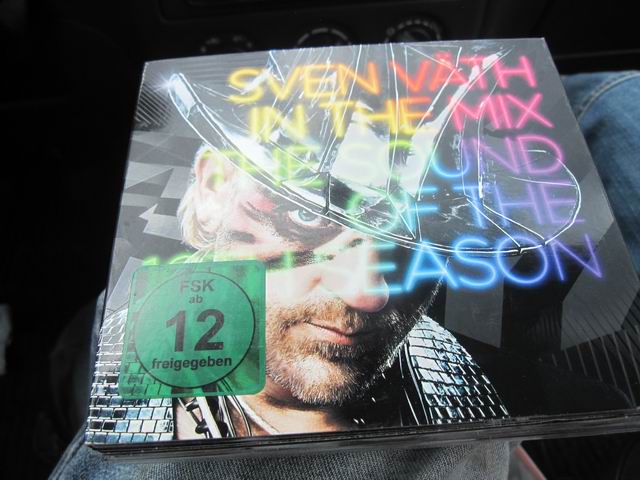 SVEN VÄTH
IN THE MIX
THE SOUND
OF THE
SEASON
FSK
ab
12
freigegeben